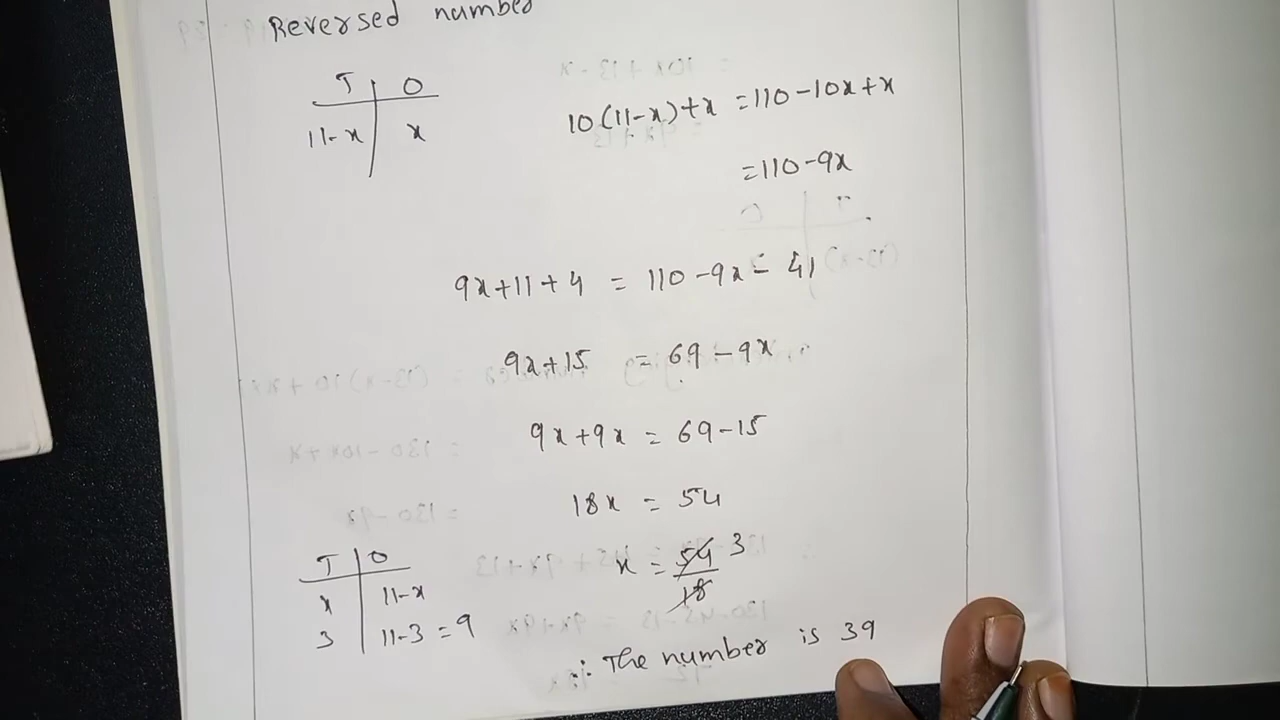 Reversed number
T | O
11-x | x
10(11-x)+x = 110-10x+x
= 110-9x
9x+11+4 = 110-9x-41
9x+15 = 69-9x
9x+9x = 69-15
18x = 54
x = 54/18 3
T | O
x | 11-x
3 | 11-3=9
∴ The number is 39